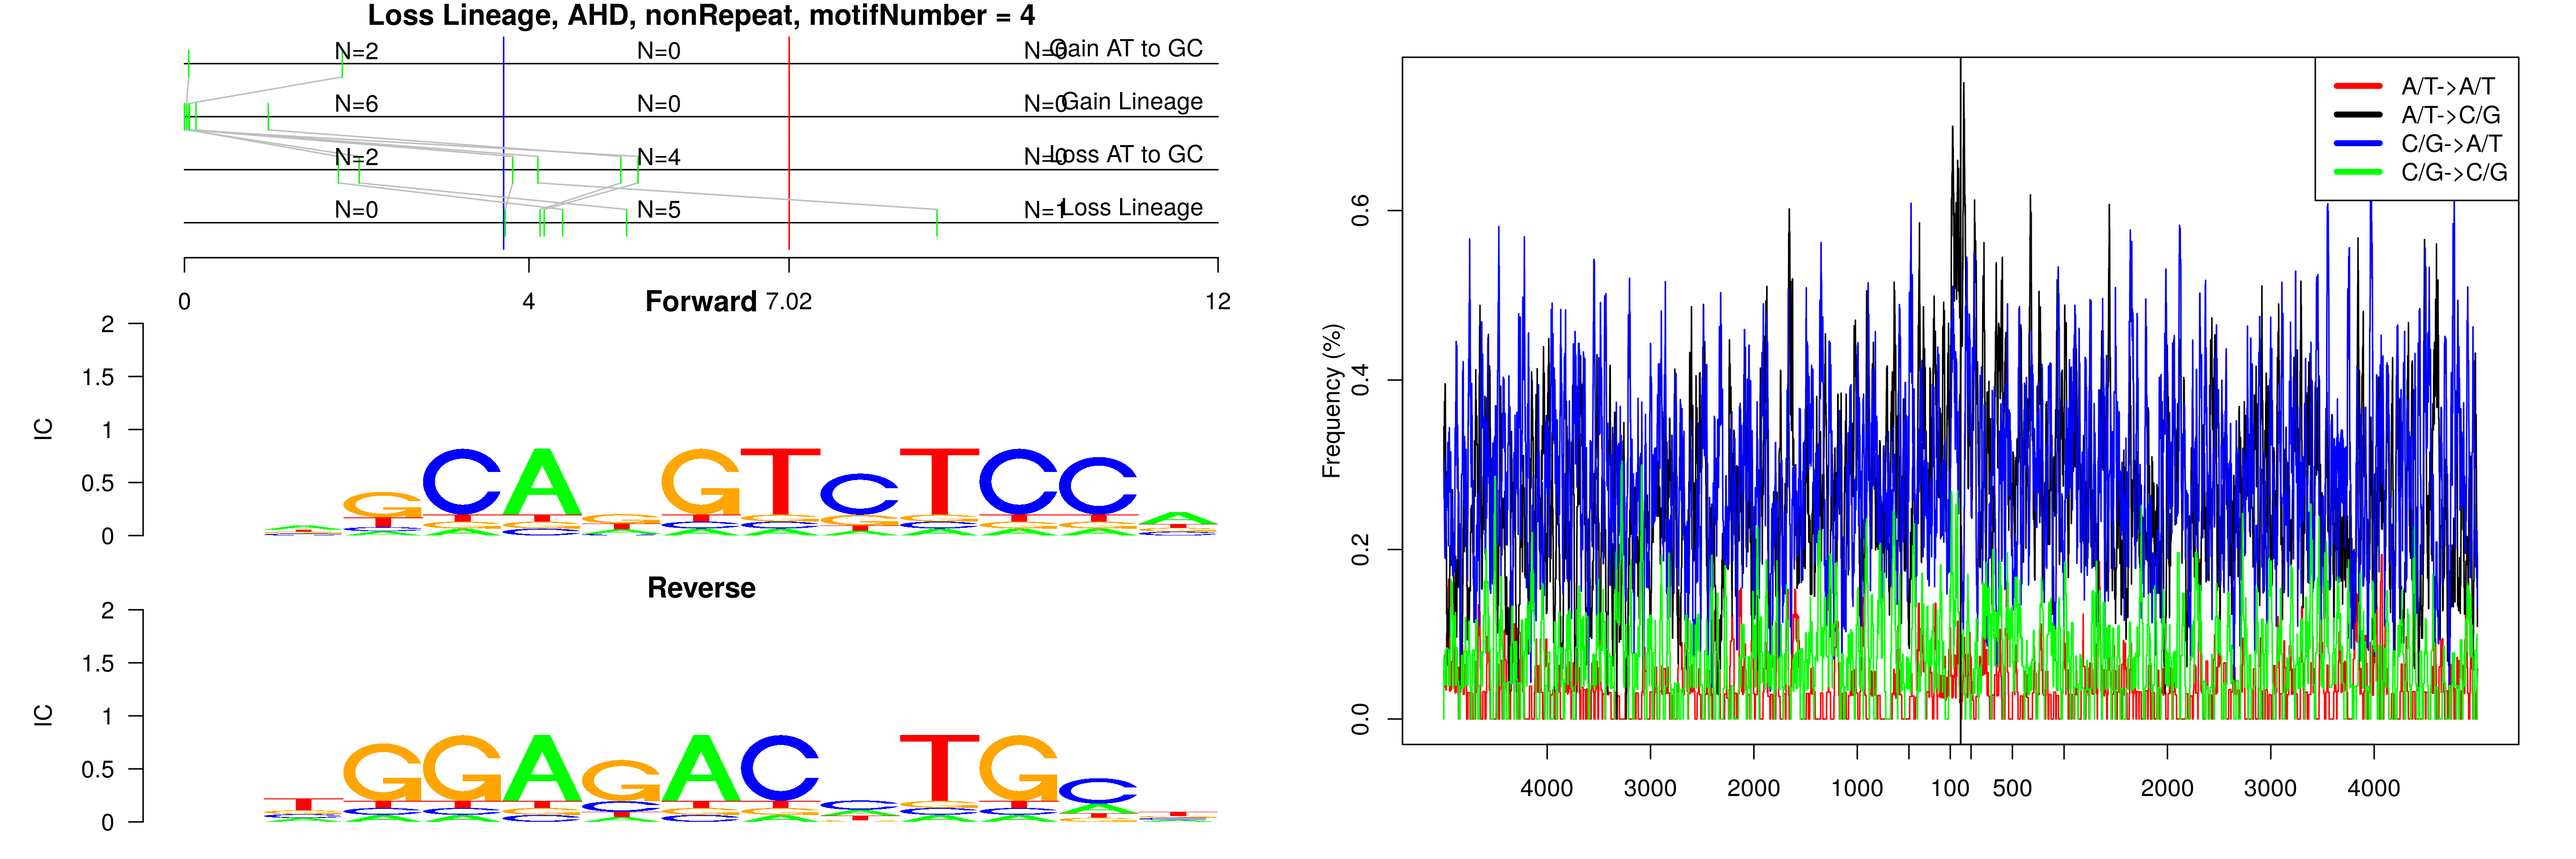 Loss Lineage, AHD, nonRepeat, motifNumber = 4
N=2 N=0 N=0 Gain AT to GC
N=6 N=0 N=0 Gain Lineage
N=2 N=4 N=0 Loss AT to GC
N=0 N=5 N=1 Loss Lineage
0 4 7.02 12
Forward
2
1.5
1
0.5
0
IC
GCAGGTCTCCA
Reverse
2
1.5
1
0.5
0
IC
TGGAGACCTGC
A/T->A/T
A/T->C/G
C/G->A/T
C/G->C/G
Frequency (%)
0.6
0.4
0.2
0.0
4000 3000 2000 1000 100 500 2000 3000 4000